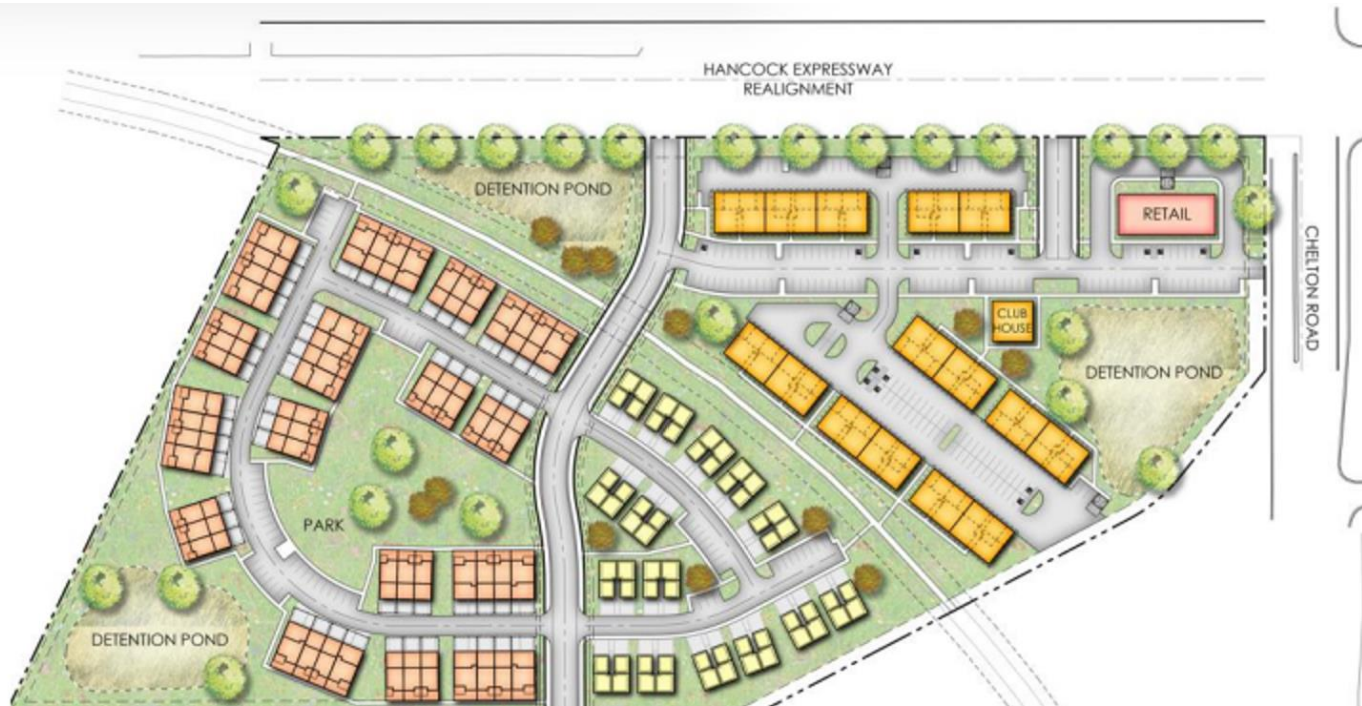 HANCOCK EXPRESSWAY
REALIGNMENT
DETENTION POND
RETAIL
CHELTON ROAD
CLUB
HOUSE
DETENTION POND
PARK
DETENTION POND